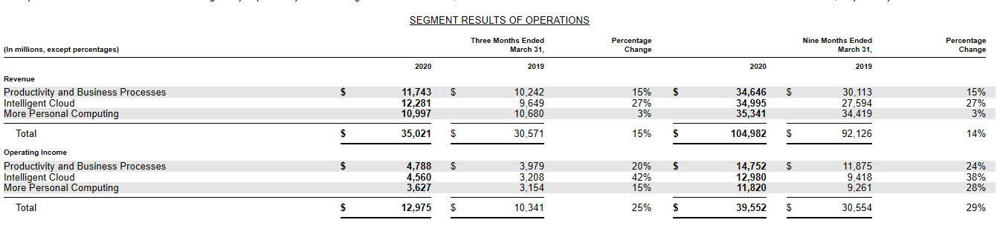 SEGMENT RESULTS OF OPERATIONS
(In millions, except percentages) Three Months Ended March 31, Percentage Change Nine Months Ended March 31, Percentage Change
2020 2019 2020 2019
Revenue
Productivity and Business Processes $ 11,743 $ 10,242 15% $ 34,646 $ 30,113 15%
Intelligent Cloud 12,281 9,649 27% 34,995 27,594 27%
More Personal Computing 10,997 10,680 3% 35,341 34,419 3%
Total $ 35,021 $ 30,571 15% $ 104,982 $ 92,126 14%
Operating Income
Productivity and Business Processes $ 4,788 $ 3,979 20% $ 14,752 $ 11,875 24%
Intelligent Cloud 4,560 3,208 42% 12,980 9,418 38%
More Personal Computing 3,627 3,154 15% 11,820 9,261 28%
Total $ 12,975 $ 10,341 25% $ 39,552 $ 30,554 29%